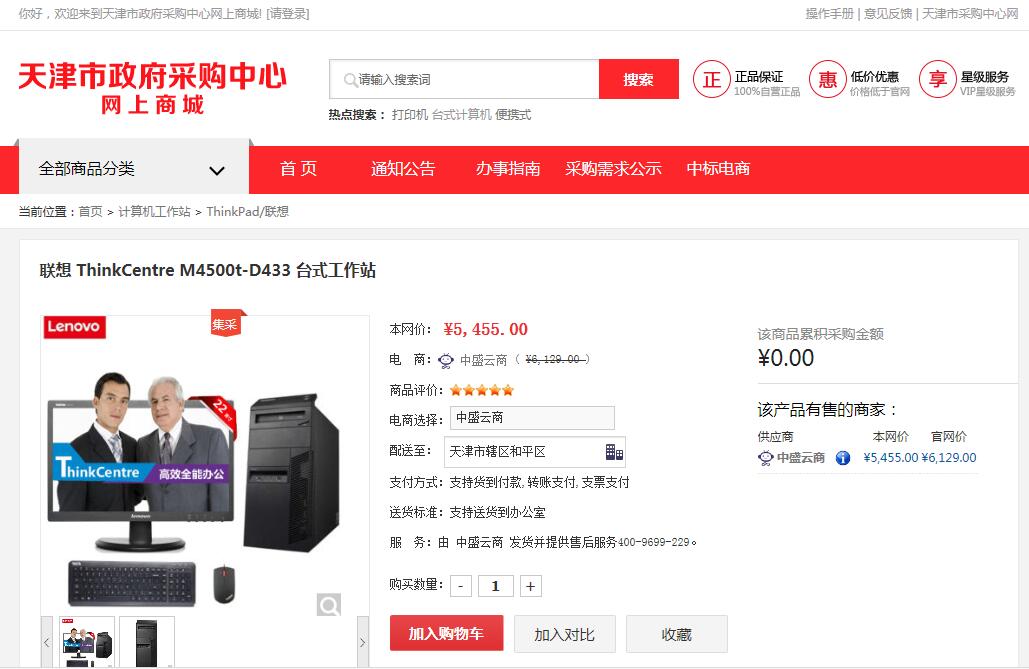 你好，欢迎来到天津市政府采购中心网上商城! [请登录]
操作手册 | 意见反馈 | 天津市采购中心网
天津市政府采购中心
网上商城
请输入搜索词
搜索
热点搜索： 打印机 台式计算机 便携式
正 正品保证
100%自营正品
惠 低价优惠
价格低于官网
享 星级服务
VIP星级服务
全部商品分类
首 页 通知公告 办事指南 采购需求公示 中标电商
当前位置：首页 > 计算机工作站 > ThinkPad/联想
联想 ThinkCentre M4500t-D433 台式工作站
Lenovo
集采
22英寸
ThinkCentre 高效全能办公
lenovo
本网价： ¥5,455.00
电 商： 中盛云商（ ¥6,129.00 ）
商品评价：
电商选择： 中盛云商
配送至： 天津市辖区和平区
支付方式：支持货到付款,转账支付,支票支付
送货标准：支持送货到办公室
服 务：由 中盛云商 发货并提供售后服务400-9699-229。
购买数量： - 1 +
加入购物车 加入对比 收藏
该商品累积采购金额
¥0.00
该产品有售的商家：
供应商 本网价 官网价
中盛云商 ¥5,455.00 ¥6,129.00